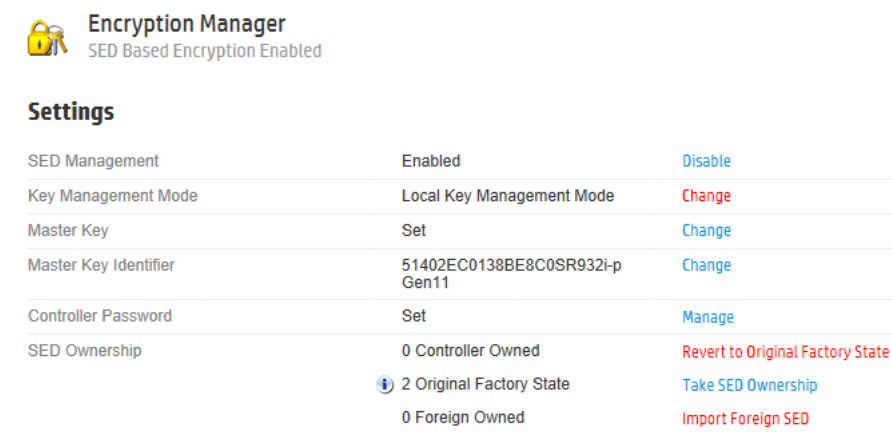 Encryption Manager
SED Based Encryption Enabled
Settings
SED Management Enabled Disable
Key Management Mode Local Key Management Mode Change
Master Key Set Change
Master Key Identifier 51402EC0138BE8C0SR932i-p Change
Gen11
Controller Password Set Manage
SED Ownership 0 Controller Owned Revert to Original Factory State
2 Original Factory State Take SED Ownership
0 Foreign Owned Import Foreign SED